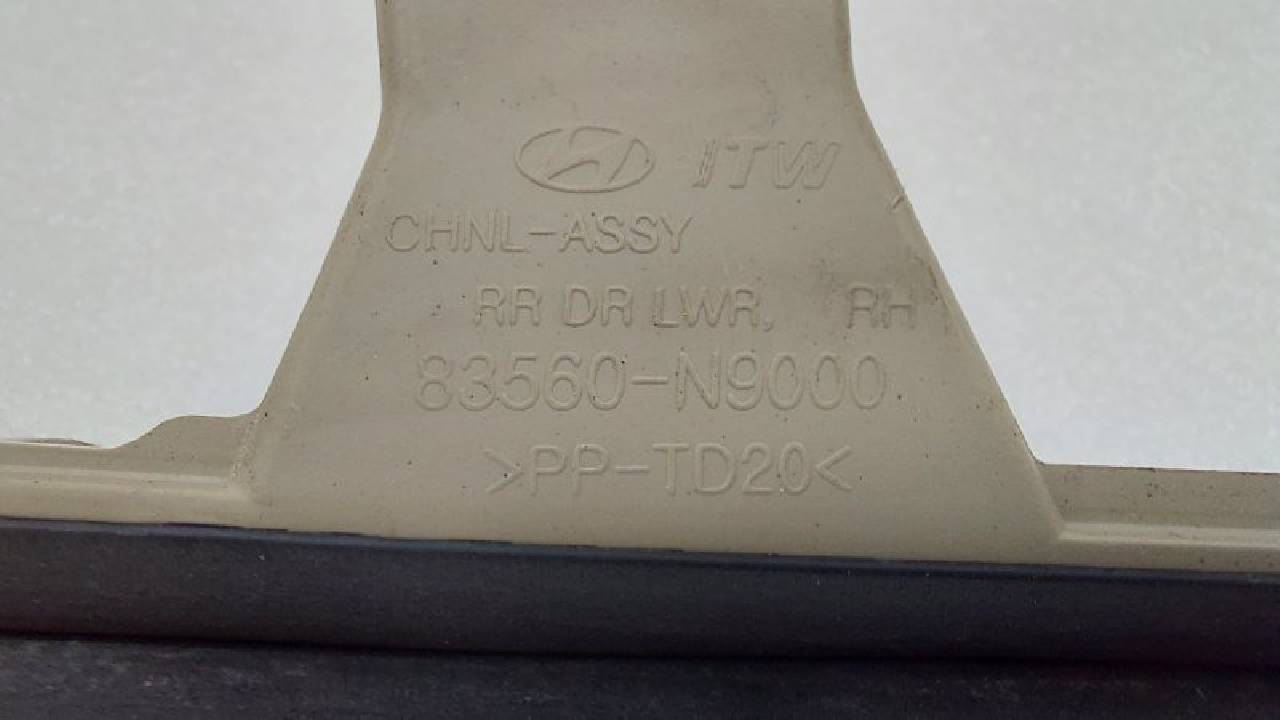 ITW
CHNL-ASSY
RR DR LWR, RH
83560-N9000
>PP-TD20<